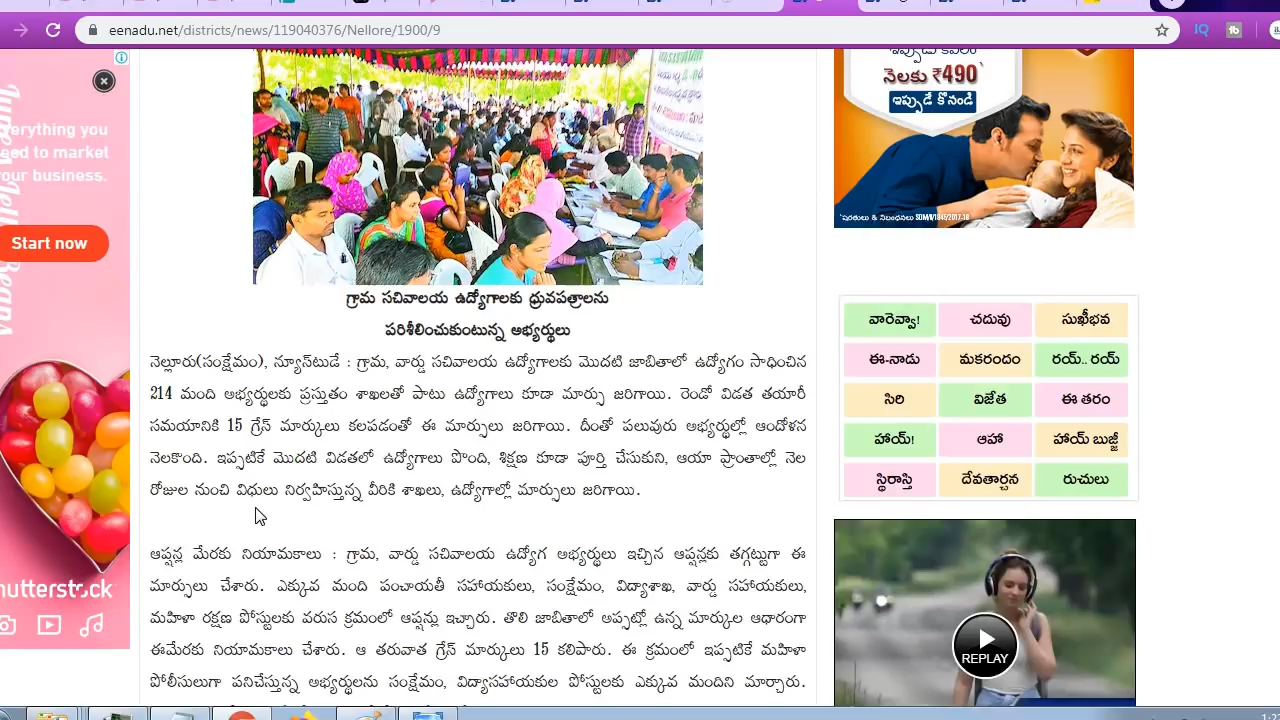 eenadu.net/districts/news/119040376/Nellore/1900/9
everything you
need to market
your business.
Start now
shutterstock
నెలకు ₹490*
ఇప్పుడే కొనండి
*షరతులు & నిబంధనలు
గ్రామ సచివాలయ ఉద్యోగాలకు ధ్రువపత్రాలను
పరిశీలించుకుంటున్న అభ్యర్థులు
నెల్లూరు(సంక్షేమం), న్యూస్‌టుడే : గ్రామ, వార్డు సచివాలయ ఉద్యోగాలకు మొదటి జాబితాలో ఉద్యోగం సాధించిన
214 మంది అభ్యర్థులకు ప్రస్తుతం శాఖలతో పాటు ఉద్యోగాలు కూడా మార్పు జరిగాయి. రెండో విడత తయారీ
సమయానికి 15 గ్రేస్ మార్కులు కలపడంతో ఈ మార్పులు జరిగాయి. దీంతో పలువురు అభ్యర్థుల్లో ఆందోళన
నెలకొంది. ఇప్పటికే మొదటి విడతలో ఉద్యోగాలు పొంది, శిక్షణ కూడా పూర్తి చేసుకుని, ఆయా ప్రాంతాల్లో నెల
రోజుల నుంచి విధులు నిర్వహిస్తున్న వీరికి శాఖలు, ఉద్యోగాల్లో మార్పులు జరిగాయి.
ఆప్షన్ల మేరకు నియామకాలు : గ్రామ, వార్డు సచివాలయ ఉద్యోగ అభ్యర్థులు ఇచ్చిన ఆప్షన్లకు తగ్గట్టుగా ఈ
మార్పులు చేశారు. ఎక్కువ మంది పంచాయతీ సహాయకులు, సంక్షేమం, విద్యాశాఖ, వార్డు సహాయకులు,
మహిళా రక్షణ పోస్టులకు వరుస క్రమంలో ఆప్షన్లు ఇచ్చారు. తొలి జాబితాలో అప్పట్లో ఉన్న మార్కుల ఆధారంగా
ఈమేరకు నియామకాలు చేశారు. ఆ తరువాత గ్రేస్ మార్కులు 15 కలిపారు. ఈ క్రమంలో ఇప్పటికే మహిళా
పోలీసులుగా పనిచేస్తున్న అభ్యర్థులను సంక్షేమం, విద్యాసహాయకుల పోస్టులకు ఎక్కువ మందిని మార్చారు.
వారెవ్వా! చదువు సుఖీభవ
ఈ-నాడు మకరందం రయ్.. రయ్
సిరి విజేత ఈ తరం
హాయ్! ఆహా హాయ్ బుజ్జీ
స్థిరాస్తి దేవతార్చన రుచులు
REPLAY